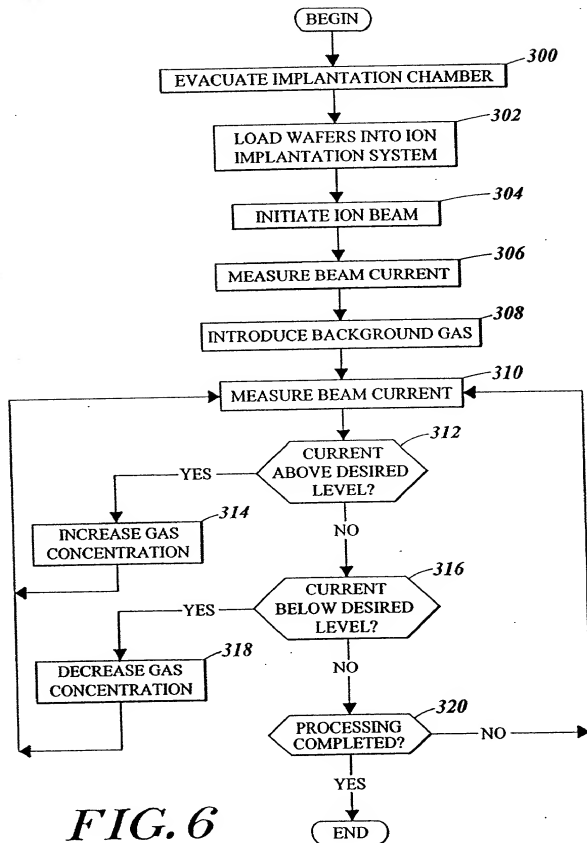 BEGIN
300
EVACUATE IMPLANTATION CHAMBER
302
LOAD WAFERS INTO ION
IMPLANTATION SYSTEM
304
INITIATE ION BEAM
306
MEASURE BEAM CURRENT
308
INTRODUCE BACKGROUND GAS
310
MEASURE BEAM CURRENT
312
CURRENT
ABOVE DESIRED
LEVEL?
YES
314
INCREASE GAS
CONCENTRATION
NO
316
CURRENT
BELOW DESIRED
LEVEL?
YES
318
DECREASE GAS
CONCENTRATION
NO
320
PROCESSING
COMPLETED?
NO
YES
END
FIG. 6